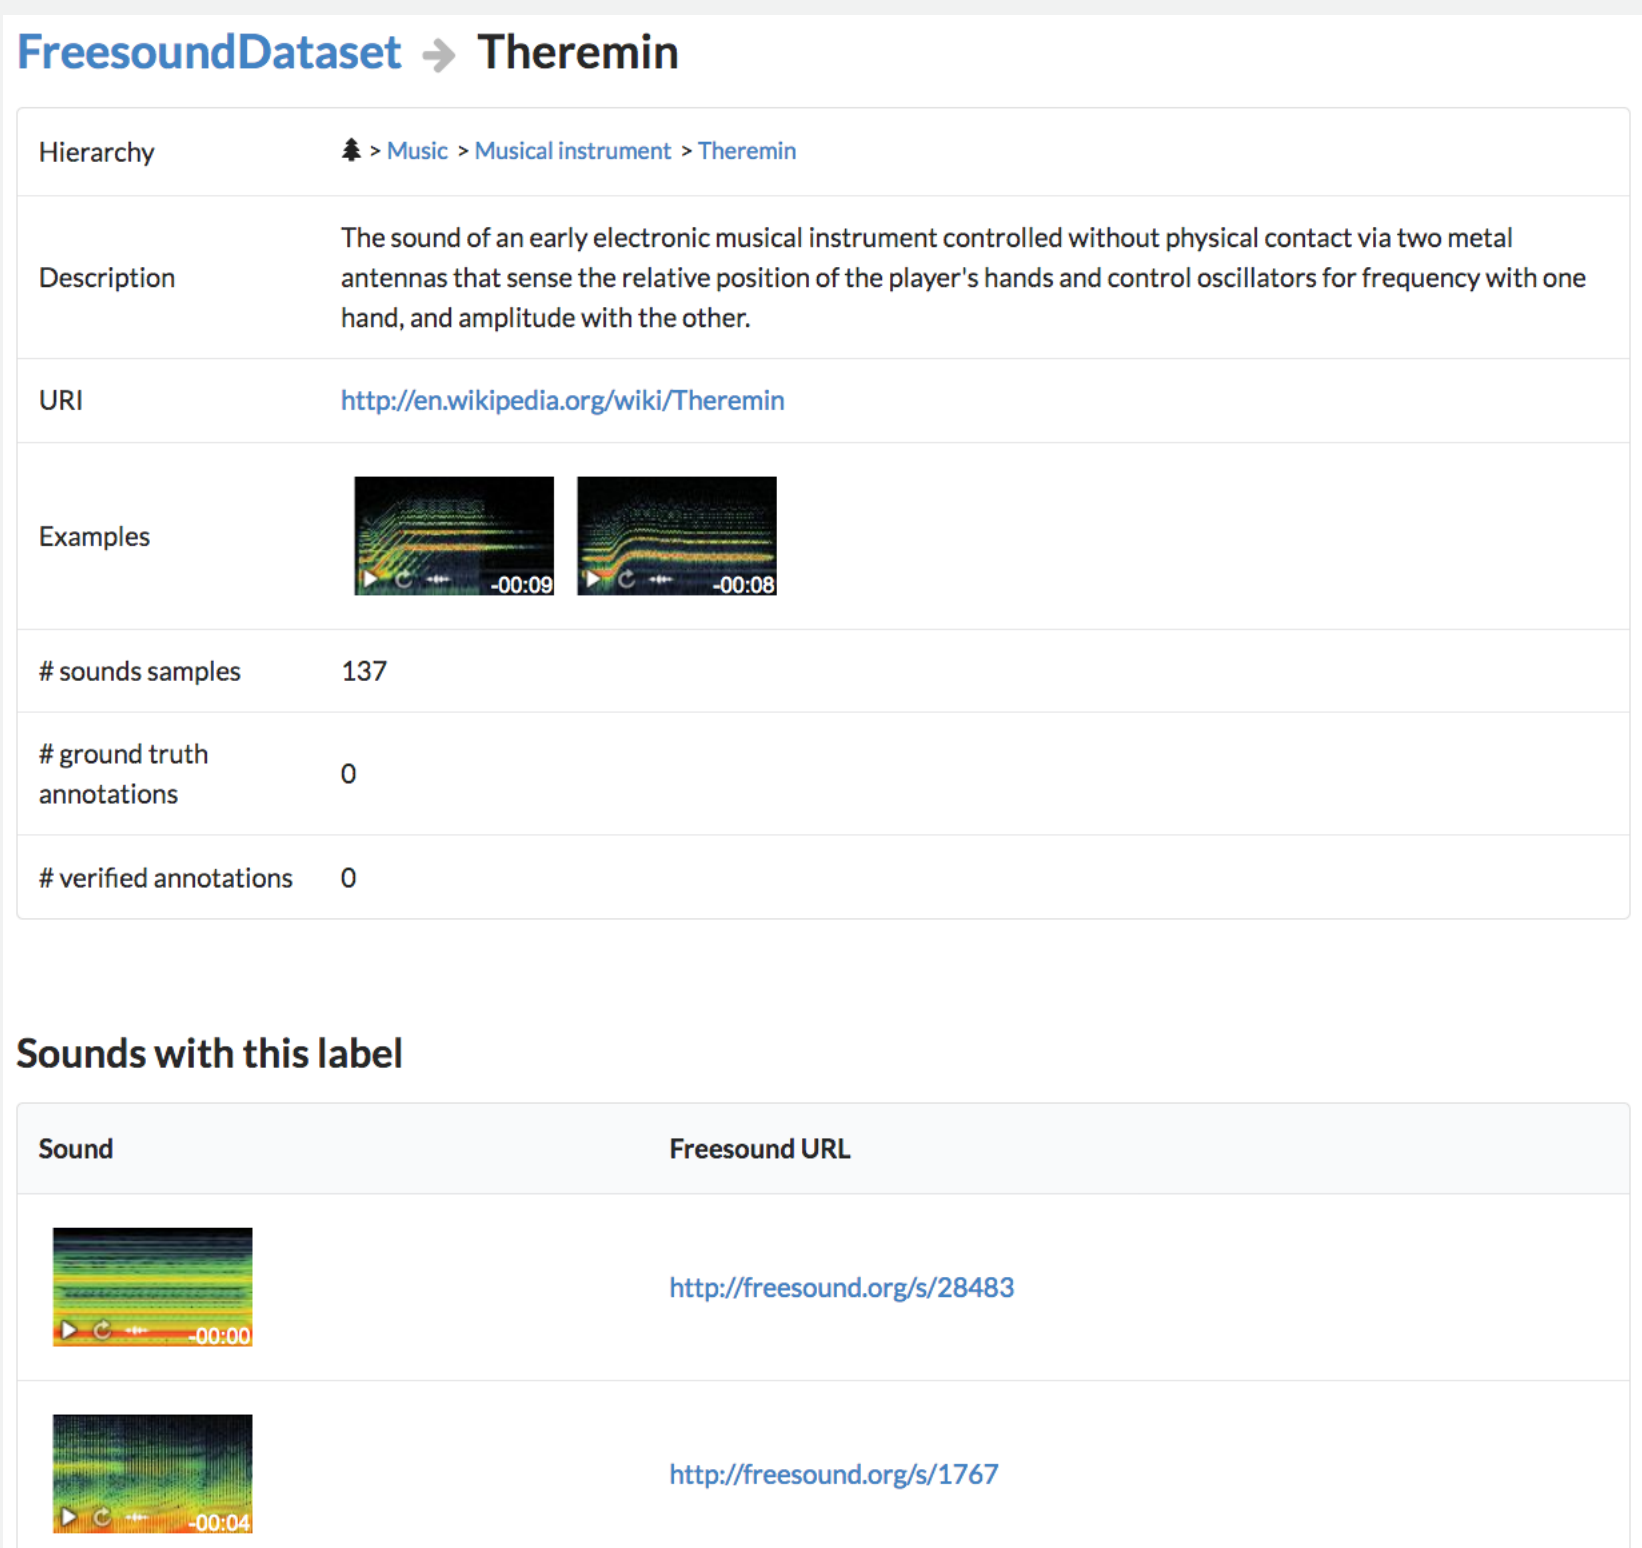 FreesoundDataset Theremin
Hierarchy
> Music > Musical instrument > Theremin
Description
The sound of an early electronic musical instrument controlled without physical contact via two metal
antennas that sense the relative position of the player's hands and control oscillators for frequency with one
hand, and amplitude with the other.
URI
http://en.wikipedia.org/wiki/Theremin
Examples
-00:09
-00:08
# sounds samples
137
# ground truth
annotations
0
# verified annotations
0
Sounds with this label
Sound
Freesound URL
-00:00
http://freesound.org/s/28483
-00:04
http://freesound.org/s/1767